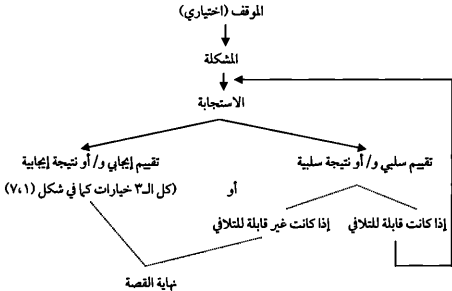 الموقف (اختياري)
المشكلة
الاستجابة
تقييم إيجابي و/ أو نتيجة إيجابية
تقييم سلبي و/ أو نتيجة سلبية
(كل الـ٣ خيارات كما في شكل (٧،١)
أو
إذا كانت غير قابلة للتلافي
إذا كانت قابلة للتلافي
نهاية القصة